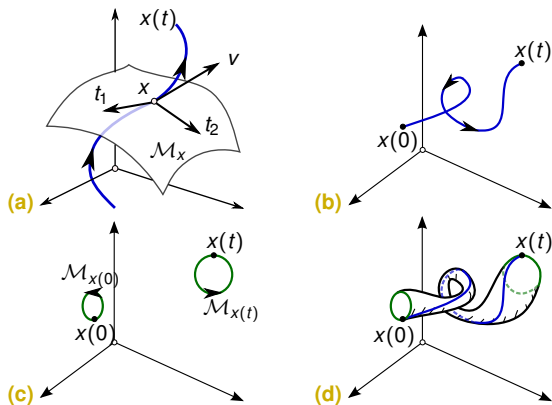 x(t)
x
v
t1
t2
Mx
(a)
x(t)
x(0)
(b)
x(t)
Mx(0)
Mx(t)
x(0)
(c)
x(t)
x(0)
(d)